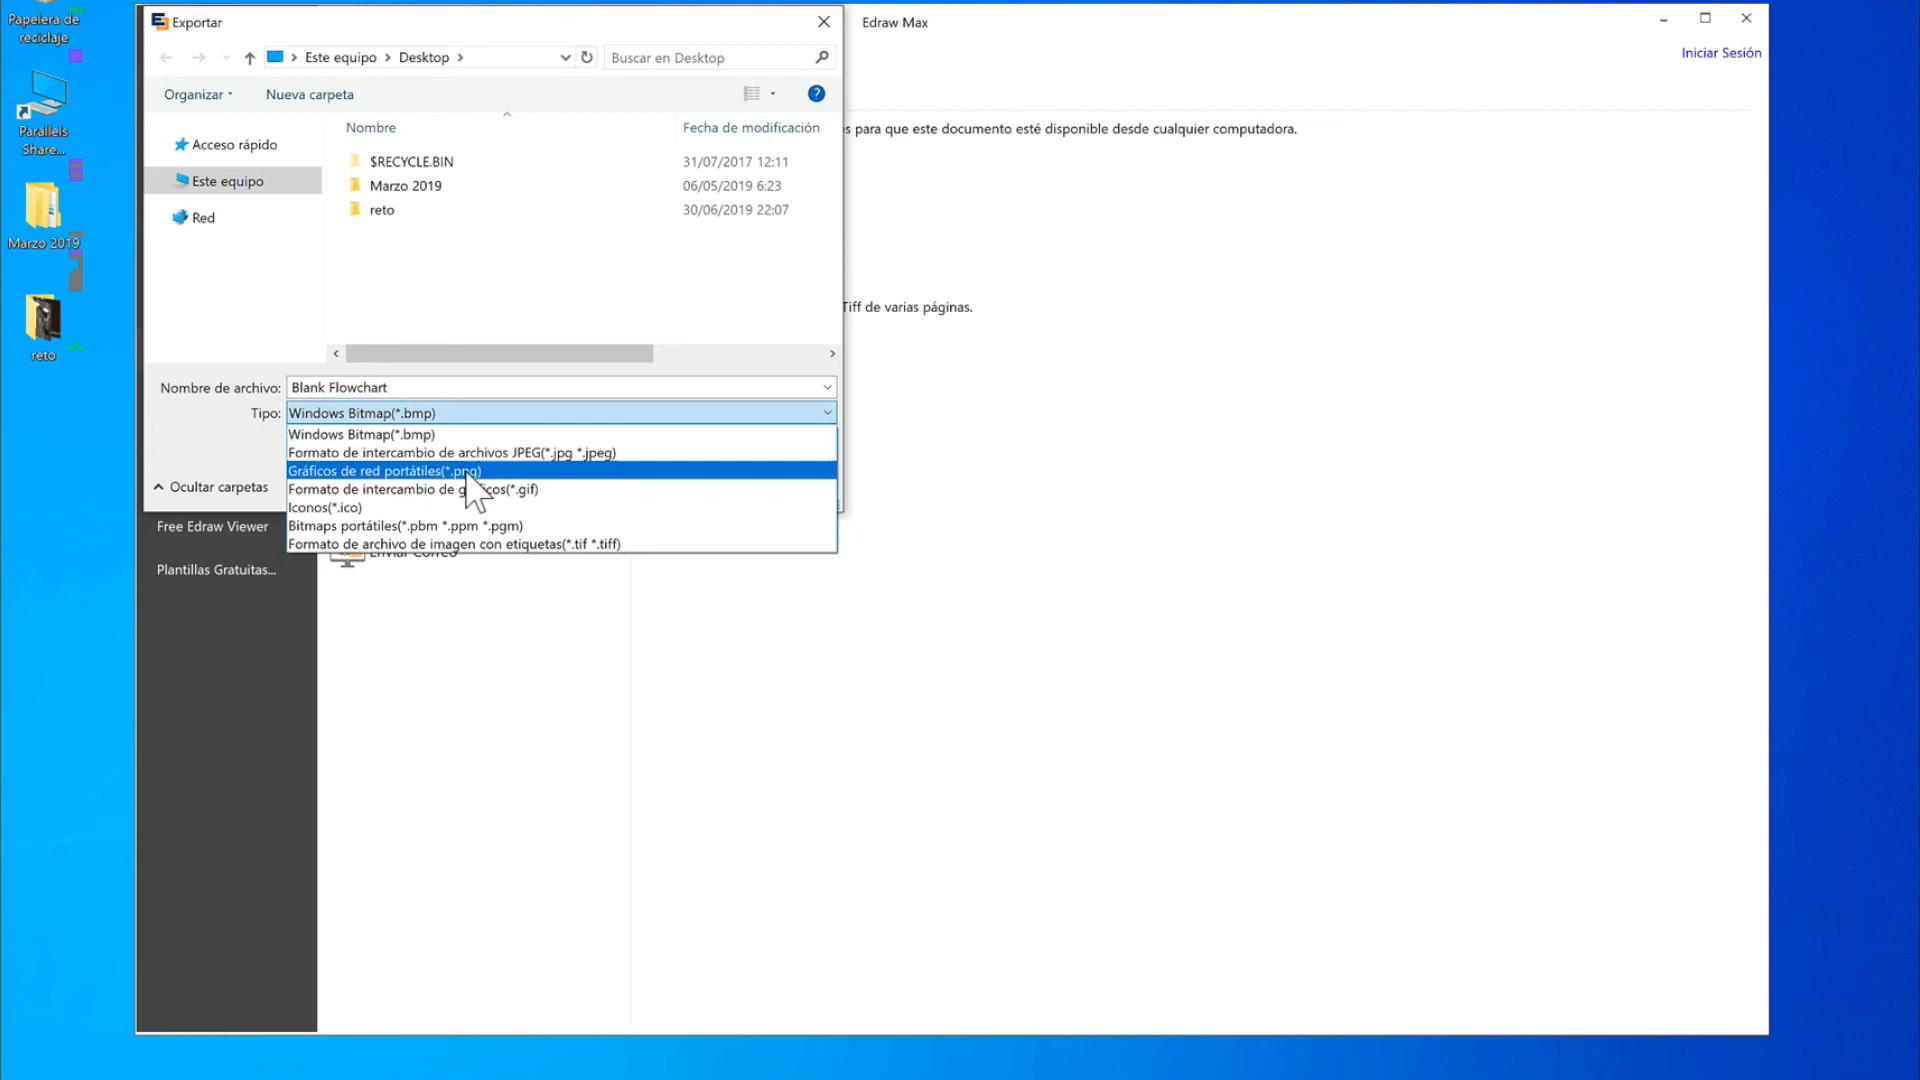 Papelera de
reciclaje
Parallels
Share...
Marzo 2019
reto
Exportar
Edraw Max
Iniciar Sesión
Este equipo
Desktop
Buscar en Desktop
Organizar
Nueva carpeta
?
Acceso rápido
Este equipo
Red
Nombre
Fecha de modificación
$RECYCLE.BIN
31/07/2017 12:11
Marzo 2019
06/05/2019 6:23
reto
30/06/2019 22:07
s para que este documento esté disponible desde cualquier computadora.
Tiff de varias páginas.
Nombre de archivo:
Blank Flowchart
Tipo:
Windows Bitmap(*.bmp)
Windows Bitmap(*.bmp)
Formato de intercambio de archivos JPEG(*.jpg *.jpeg)
Gráficos de red portátiles(*.png)
Formato de intercambio de gráficos(*.gif)
Iconos(*.ico)
Bitmaps portátiles(*.pbm *.ppm *.pgm)
Formato de archivo de imagen con etiquetas(*.tif *.tiff)
Ocultar carpetas
Free Edraw Viewer
Enviar Correo
Plantillas Gratuitas...